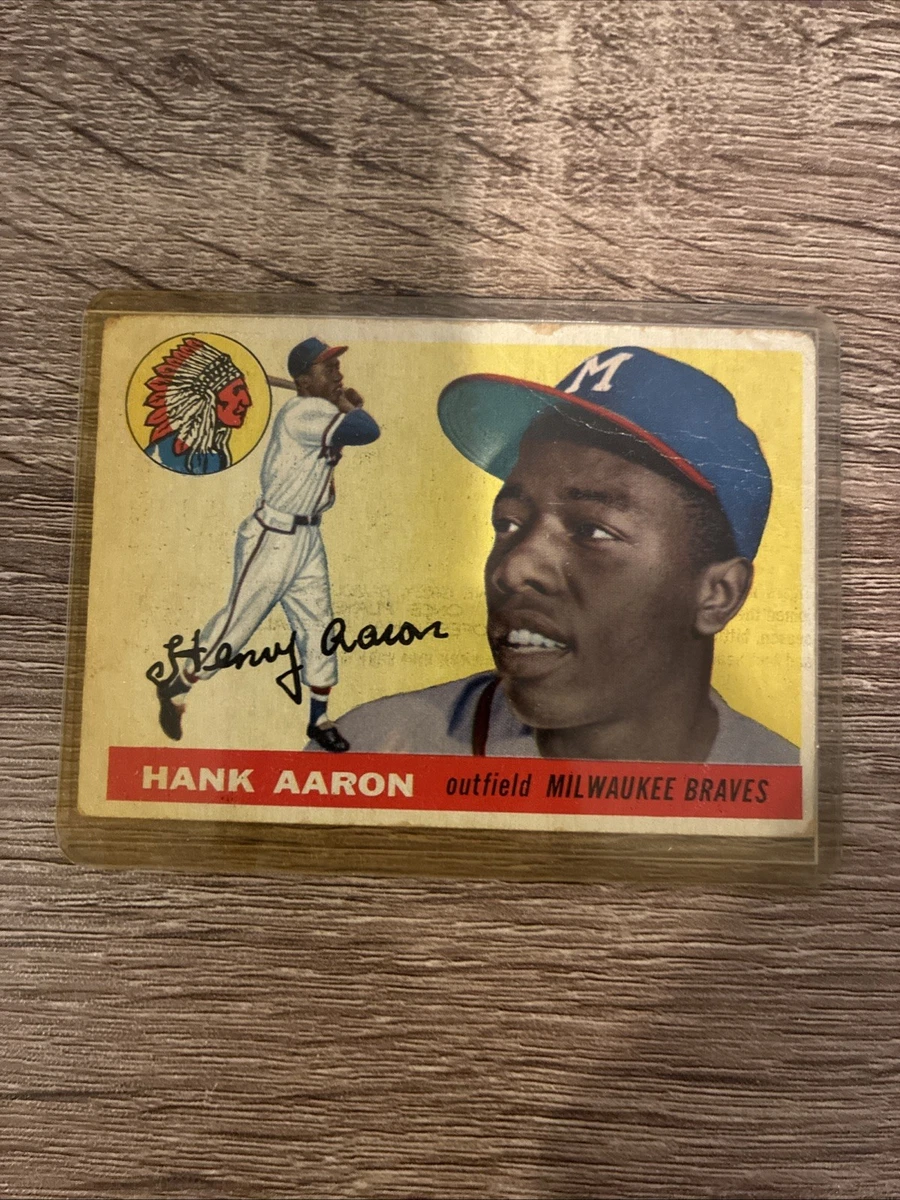 M
Henry Aaron
HANK AARON outfield MILWAUKEE BRAVES